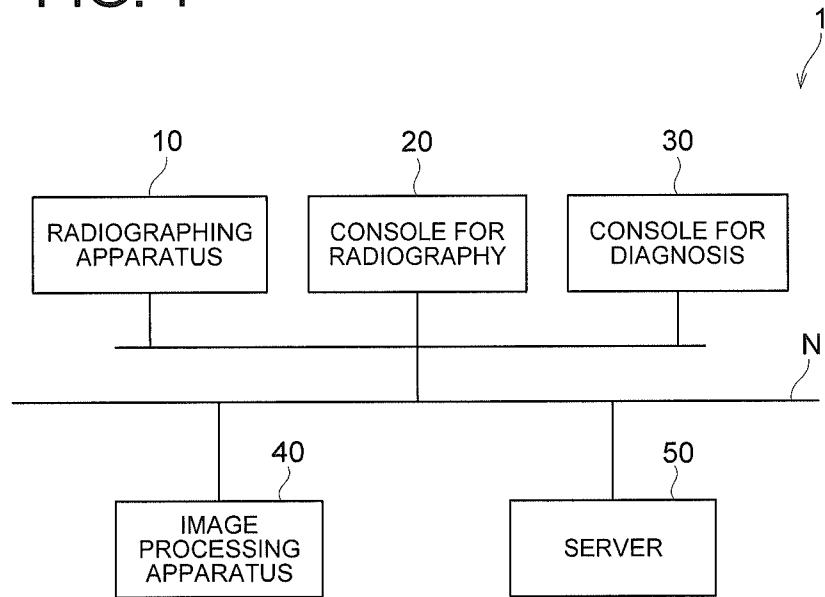 FIG. 1
1
10
20
30
RADIOGRAPHING
APPARATUS
CONSOLE FOR
RADIOGRAPHY
CONSOLE FOR
DIAGNOSIS
N
40
50
IMAGE
PROCESSING
APPARATUS
SERVER